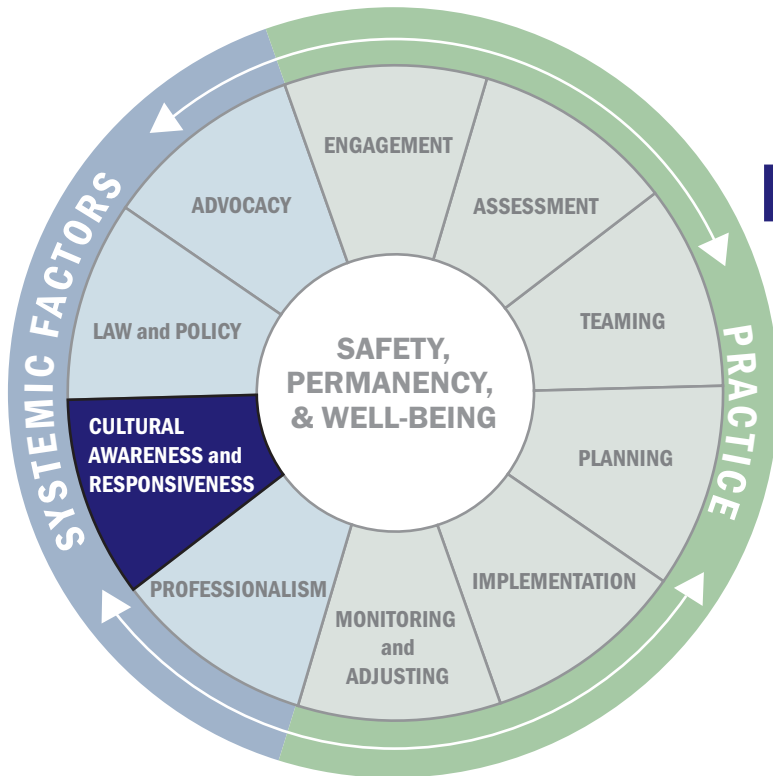 SYSTEMIC FACTORS
PRACTICE
ENGAGEMENT
ASSESSMENT
TEAMING
PLANNING
IMPLEMENTATION
MONITORING
and
ADJUSTING
PROFESSIONALISM
CULTURAL
AWARENESS and
RESPONSIVENESS
LAW and POLICY
ADVOCACY
SAFETY,
PERMANENCY,
& WELL-BEING